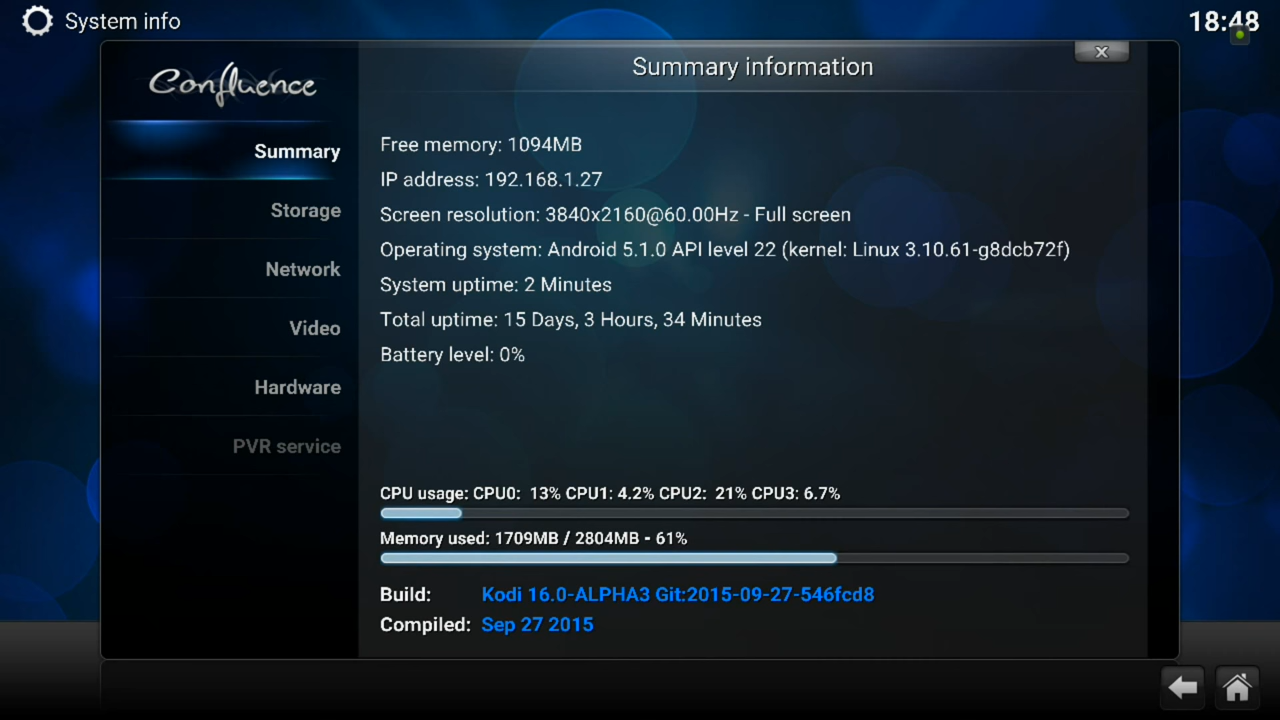 System info
18:48
Confluence
Summary information
Summary
Storage
Network
Video
Hardware
PVR service
Free memory: 1094MB
IP address: 192.168.1.27
Screen resolution: 3840x2160@60.00Hz - Full screen
Operating system: Android 5.1.0 API level 22 (kernel: Linux 3.10.61-g8dcb72f)
System uptime: 2 Minutes
Total uptime: 15 Days, 3 Hours, 34 Minutes
Battery level: 0%
CPU usage: CPU0: 13% CPU1: 4.2% CPU2: 21% CPU3: 6.7%
Memory used: 1709MB / 2804MB - 61%
Build: Kodi 16.0-ALPHA3 Git:2015-09-27-546fcd8
Compiled: Sep 27 2015